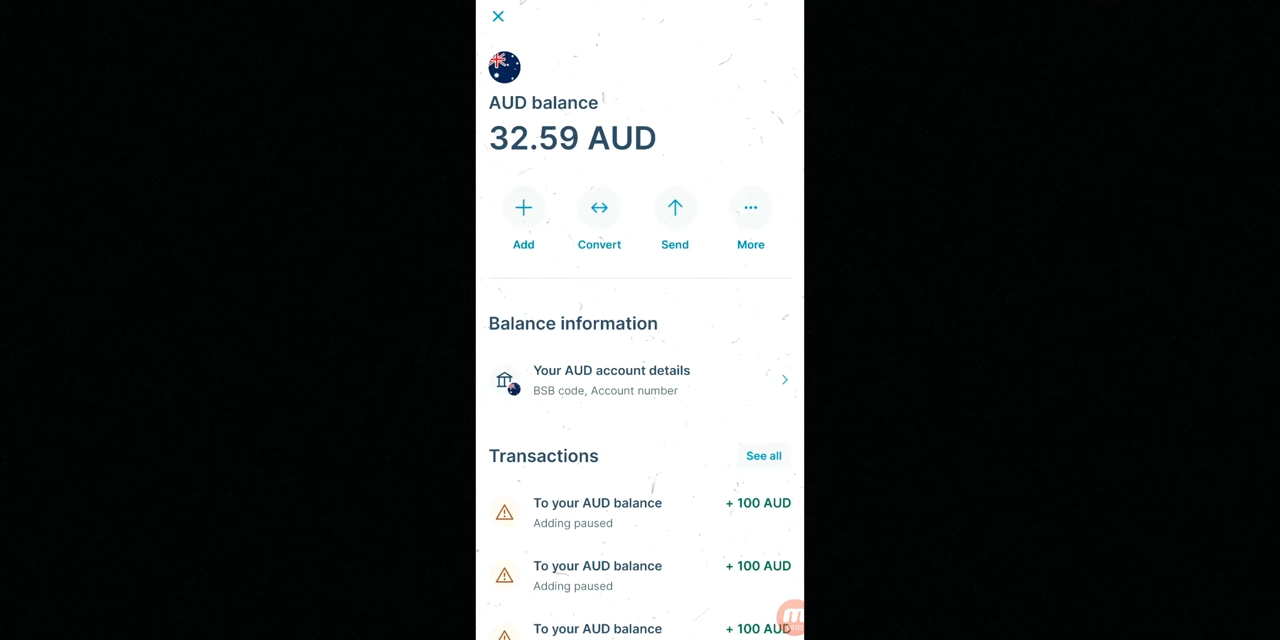 AUD balance
32.59 AUD
Add Convert Send More
Balance information
Your AUD account details
BSB code, Account number
Transactions See all
To your AUD balance + 100 AUD
Adding paused
To your AUD balance + 100 AUD
Adding paused
To your AUD balance + 100 AUD